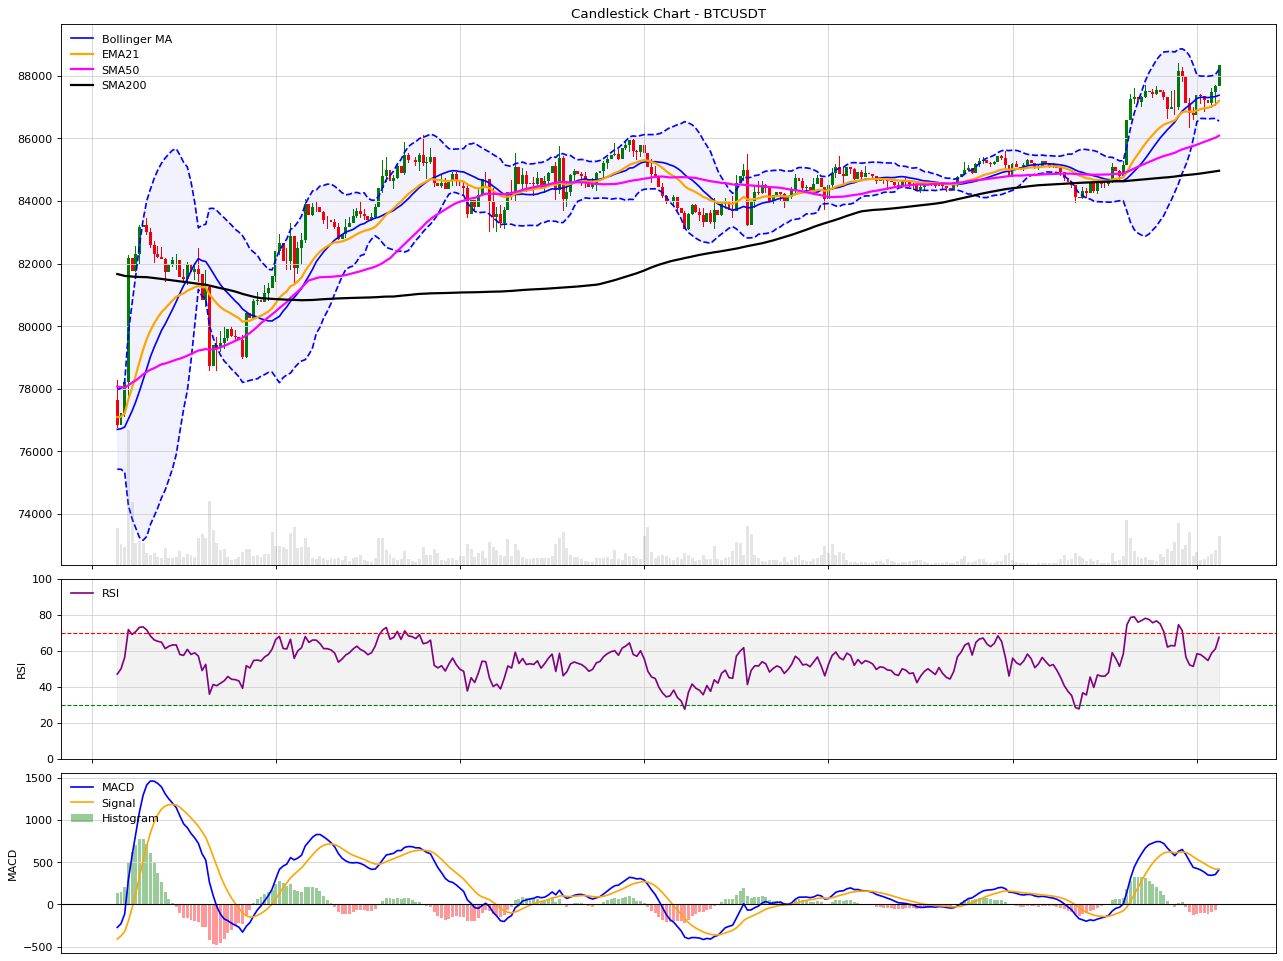 Candlestick Chart - BTCUSDT
Bollinger MA
EMA21
SMA50
SMA200
88000
86000
84000
82000
80000
78000
76000
74000
100
80
60
40
20
0
RSI
RSI
1500
1000
500
0
−500
MACD
MACD
Signal
Histogram